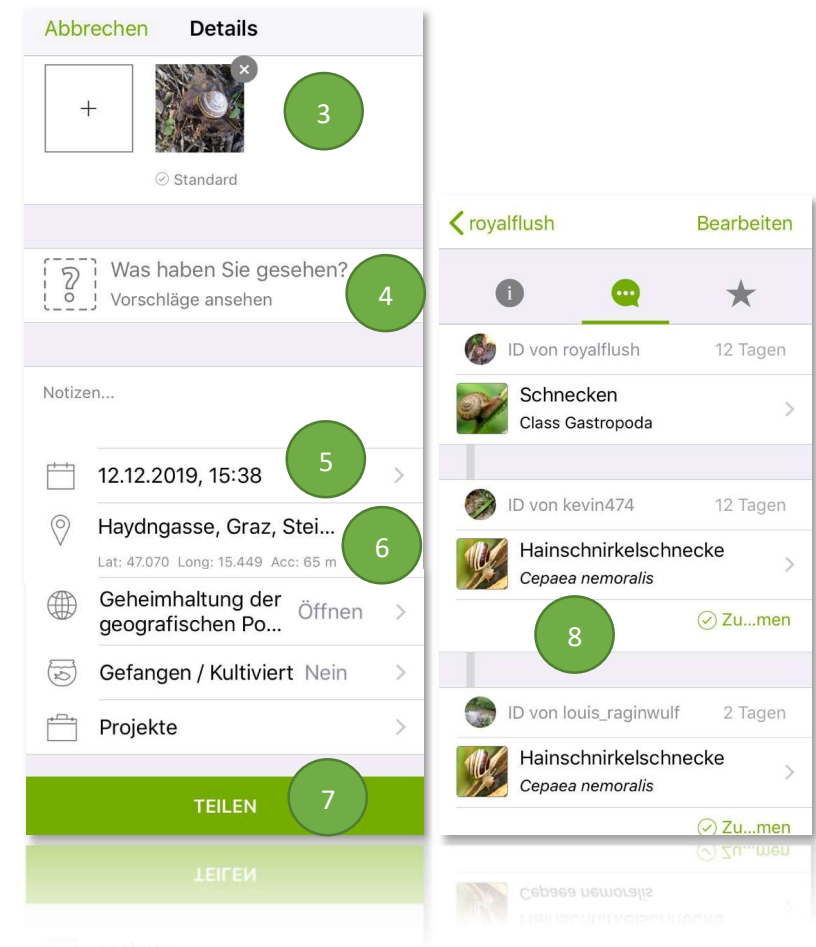 Abbrechen Details
+
3
Standard
Was haben Sie gesehen?
Vorschläge ansehen
4
Notizen...
5
12.12.2019, 15:38
Haydngasse, Graz, Stei...
Lat: 47.070 Long: 15.449 Acc: 65 m
6
Geheimhaltung der
geografischen Po...
Öffnen
Gefangen / Kultiviert Nein
Projekte
TEILEN
7
royalflush Bearbeiten
ID von royalflush 12 Tagen
Schnecken
Class Gastropoda
ID von kevin474 12 Tagen
Hainschnirkelschnecke
Cepaea nemoralis
Zu...men
8
ID von louis_raginwulf 2 Tagen
Hainschnirkelschnecke
Cepaea nemoralis
Zu...men